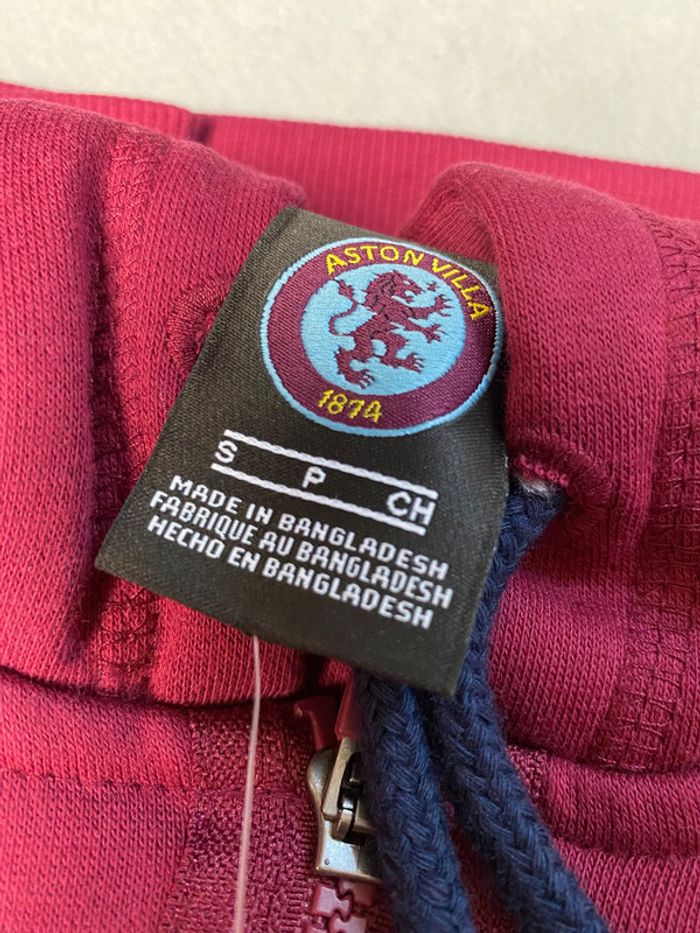 ASTON VILLA
1874
S P CH
MADE IN BANGLADESH
FABRIQUE AU BANGLADESH
HECHO EN BANGLADESH